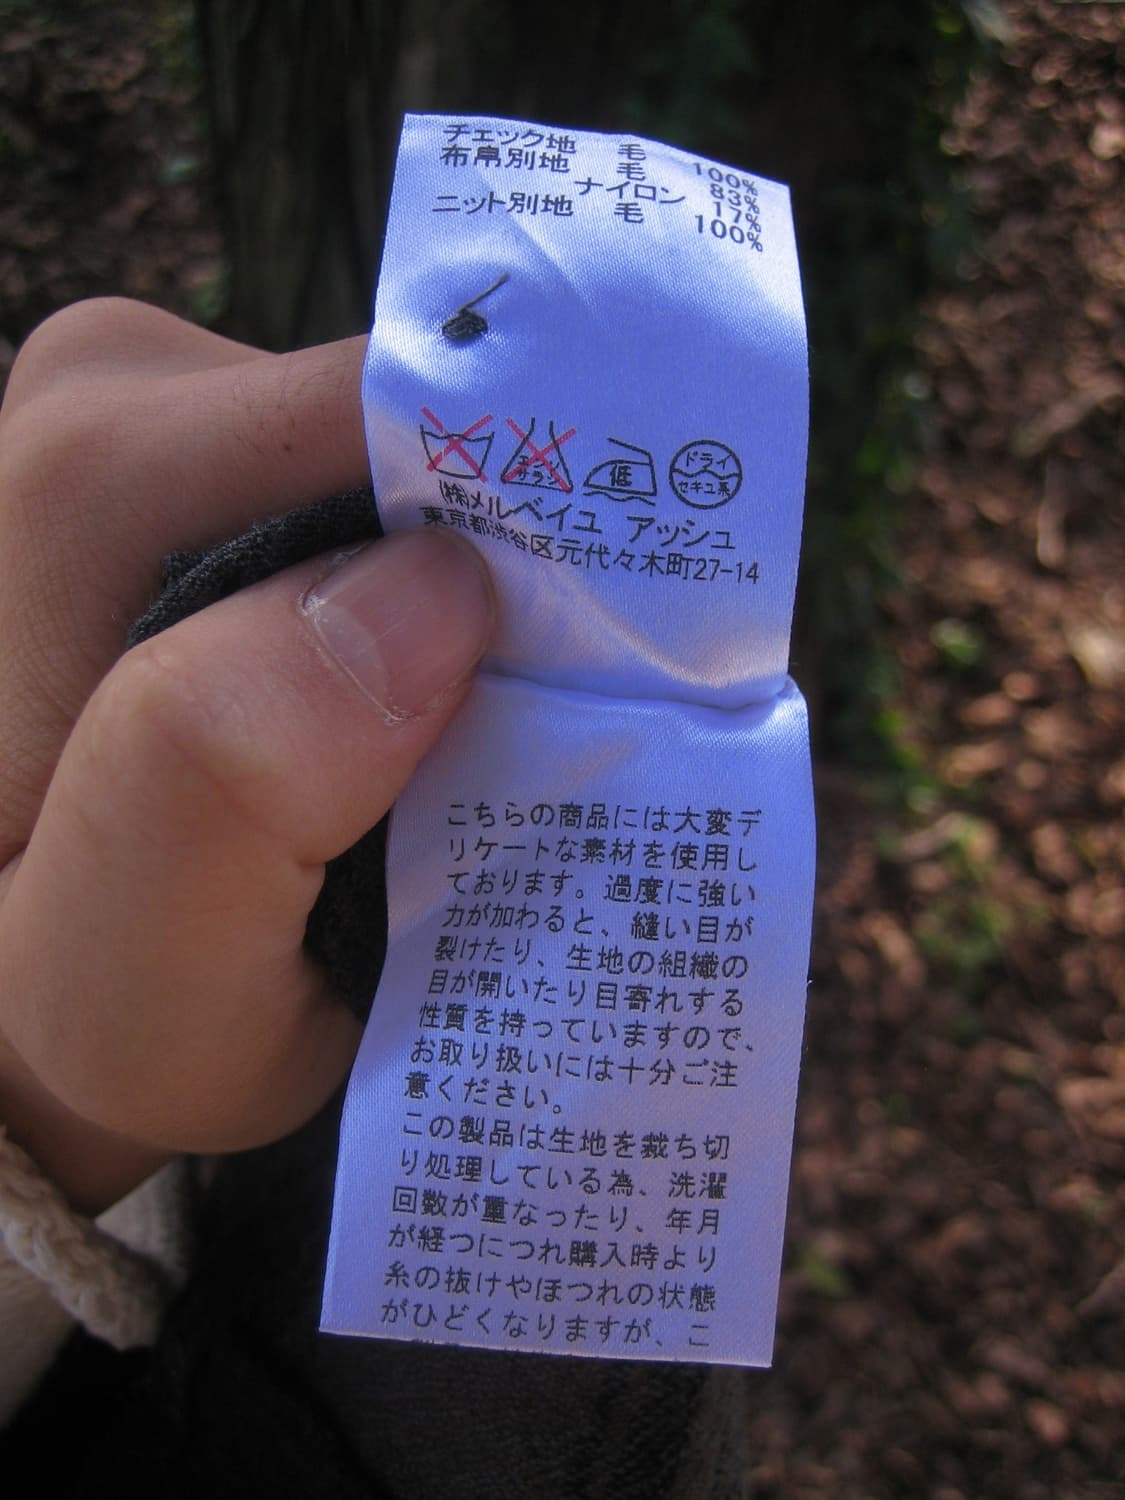 チェック地 毛 100%
布帛別地 毛 83%
ナイロン 17%
ニット別地 毛 100%
エンソ サラシ 低 ドライ セキユ系
㈱メルベイユ アッシュ
東京都渋谷区元代々木町27-14
こちらの商品には大変デ
リケートな素材を使用し
ております。過度に強い
力が加わると、縫い目が
裂けたり、生地の組織の
目が開いたり目寄れする
性質を持っていますので、
お取り扱いには十分ご注
意ください。
この製品は生地を裁ち切
り処理している為、洗濯
回数が重なったり、年月
が経つにつれ購入時より
糸の抜けやほつれの状態
がひどくなりますが、こ